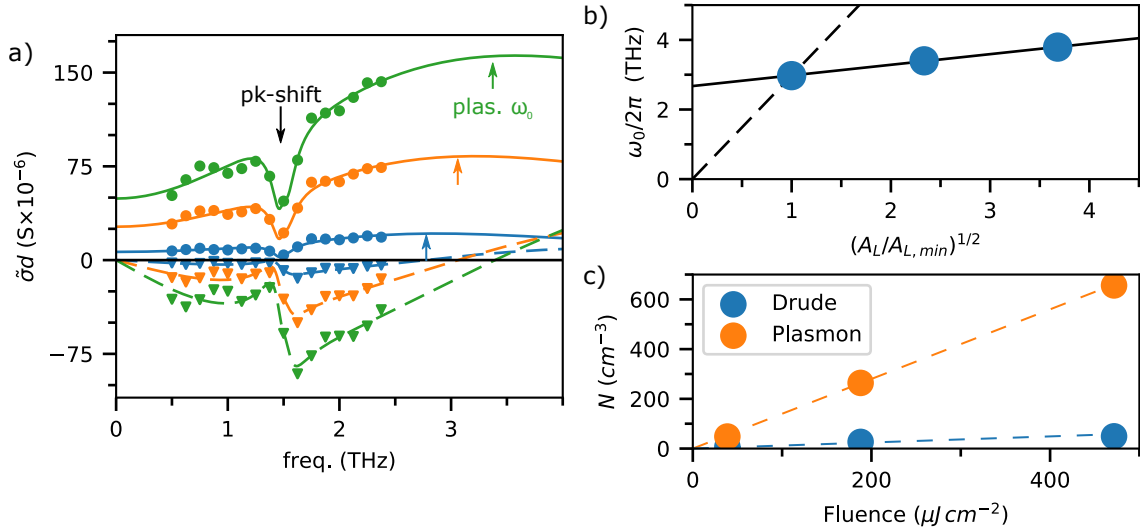 a)
150
75
0
−75
σ̃d (S×10⁻⁶)
pk-shift
plas. ω₀
0
1
2
3
freq. (THz)
b)
4
2
0
ω₀/2π (THz)
0
1
2
3
4
(A_L/A_{L, min})^{1/2}
c)
600
400
200
0
N (cm⁻³)
Drude
Plasmon
0
200
400
Fluence (μJ cm⁻²)